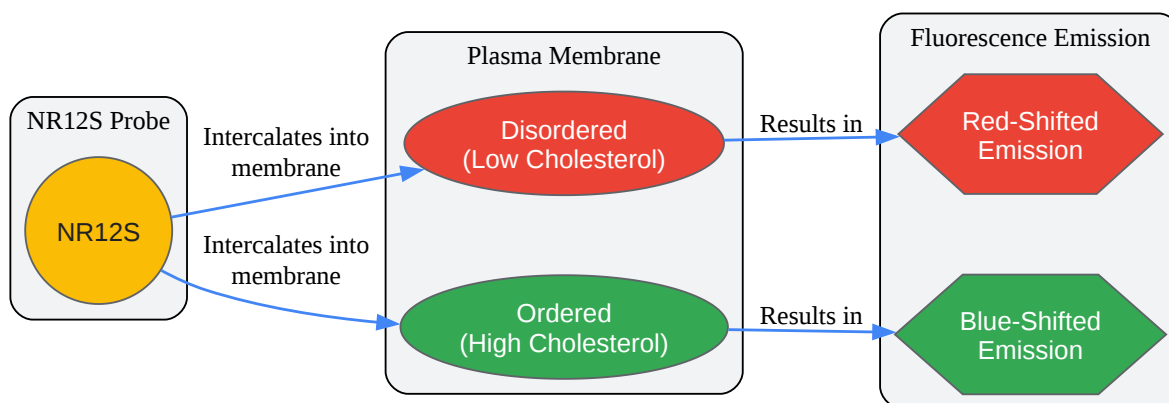 NR12S Probe
NR12S
Intercalates into
membrane
Intercalates into
membrane
Plasma Membrane
Disordered
(Low Cholesterol)
Ordered
(High Cholesterol)
Results in
Results in
Fluorescence Emission
Red-Shifted
Emission
Blue-Shifted
Emission